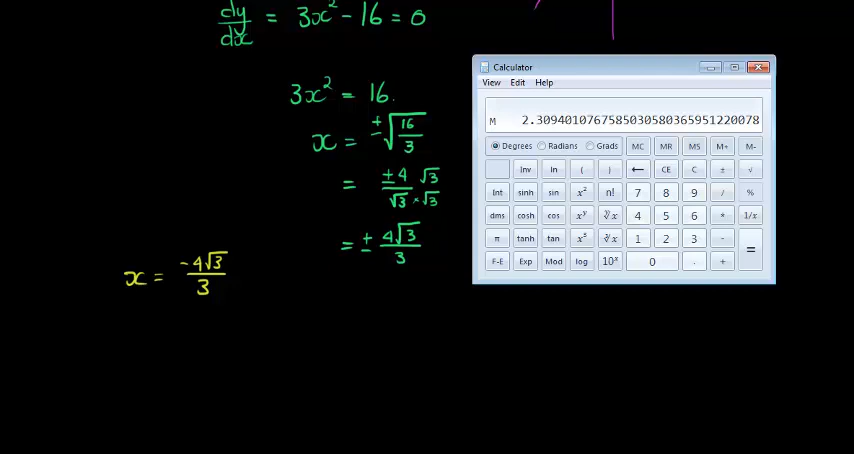 dy/dx = 3x² - 16 = 0
3x² = 16.
x = ±√(16/3)
= ±4/√3 × √3/√3
= ± 4√3/3
x = -4√3/3
Calculator
View Edit Help
M 2.3094010767585030580365951220078
Degrees Radians Grads MC MR MS M+ M-
Inv ln ( ) ← CE C ± √
Int sinh sin x² n! 7 8 9 / %
dms cosh cos xʸ ʸ√x 4 5 6 * 1/x
π tanh tan x³ ³√x 1 2 3 - =
F-E Exp Mod log 10ˣ 0 . +